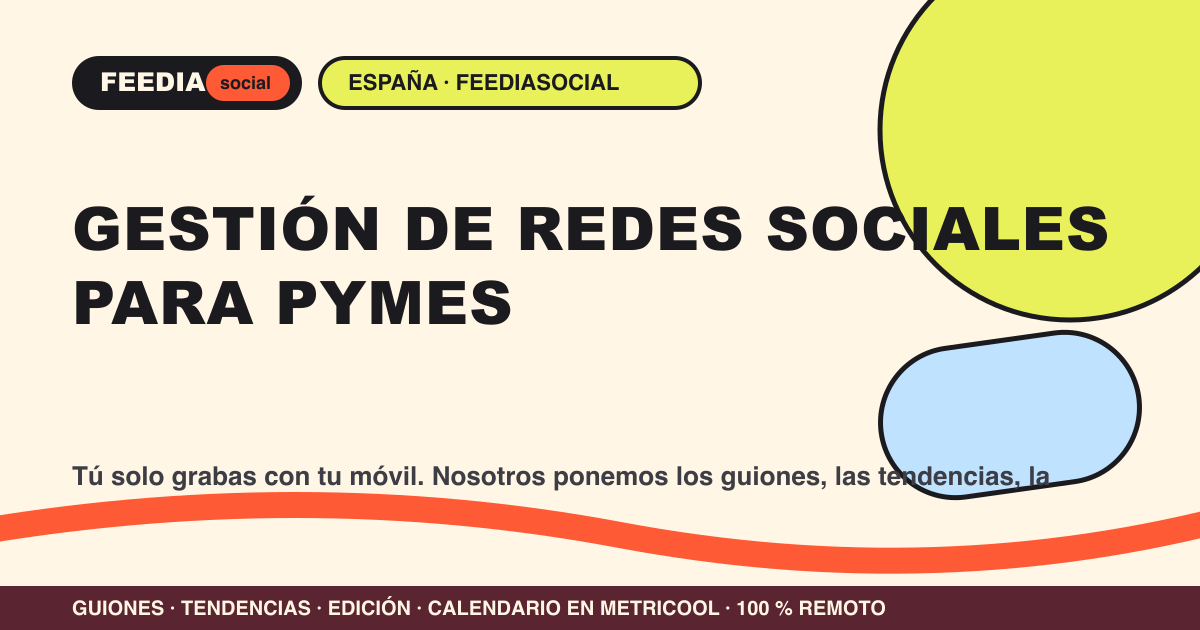 FEEDIA social
ESPAÑA · FEEDIASOCIAL
GESTIÓN DE REDES SOCIALES
PARA PYMES
Tú solo grabas con tu móvil. Nosotros ponemos los guiones, las tendencias, la
GUIONES · TENDENCIAS · EDICIÓN · CALENDARIO EN METRICOOL · 100 % REMOTO